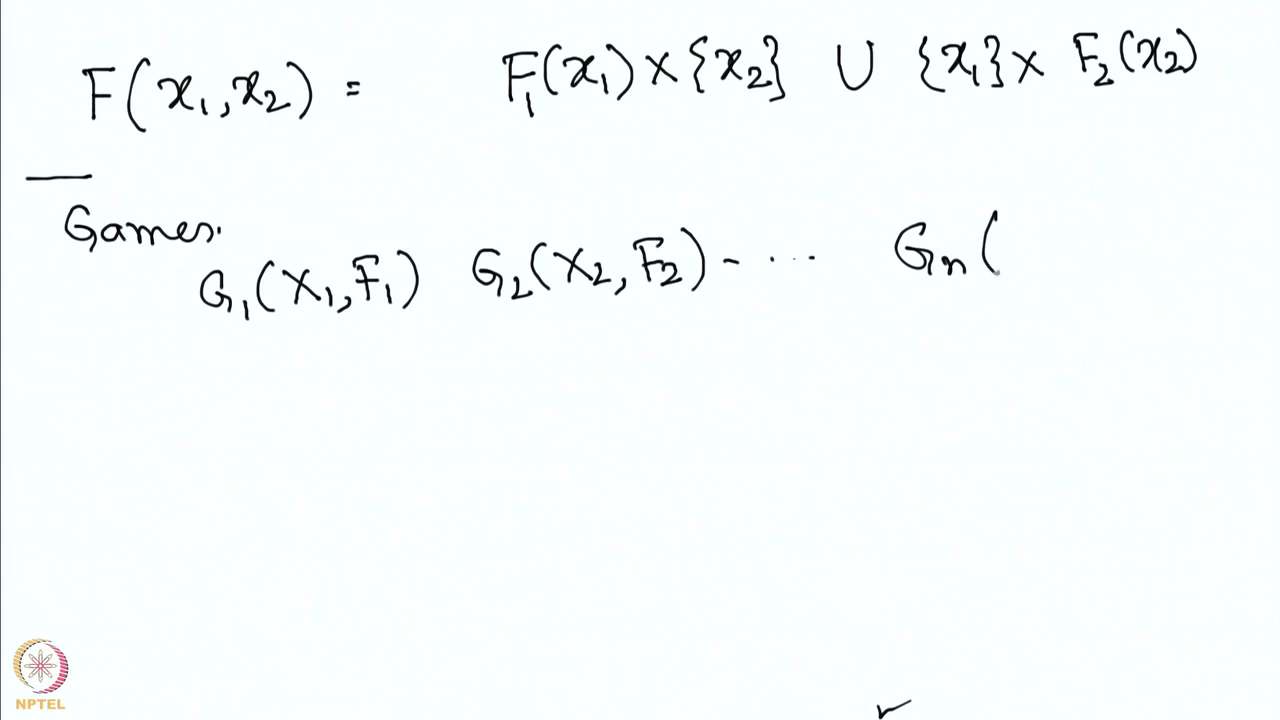 F(x₁,x₂) = F₁(x₁)×{x₂} ∪ {x₁}× F₂(x₂)
Games.
G₁(X₁,F₁) G₂(X₂,F₂)- ... Gₙ(
NPTEL